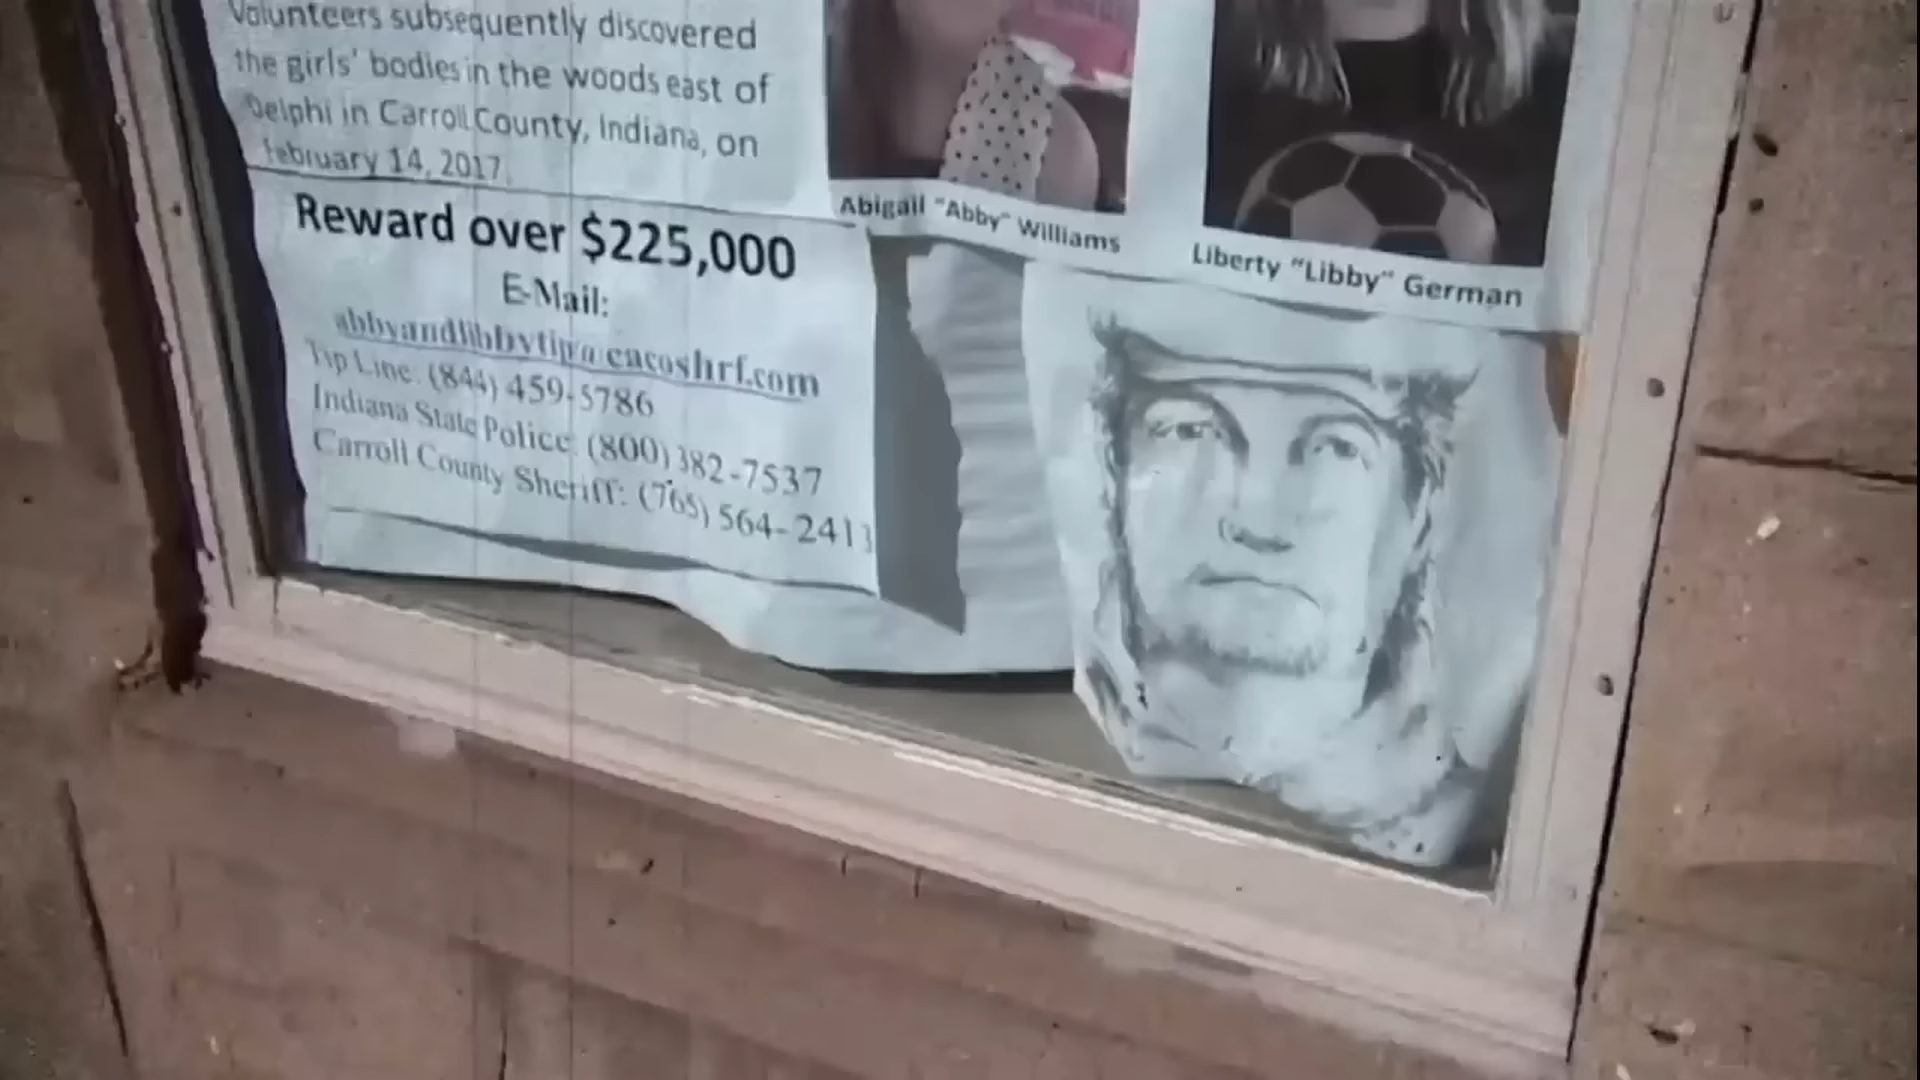 Volunteers subsequently discovered
the girls' bodies in the woods east of
Delphi in Carroll County, Indiana, on
February 14, 2017.
Reward over $225,000
E-Mail:
abbyandlibbytip@cacoshrf.com
Tip Line: (844) 459-5786
Indiana State Police: (800) 382-7537
Carroll County Sheriff: (765) 564-2413
Abigail "Abby" Williams
Liberty "Libby" German